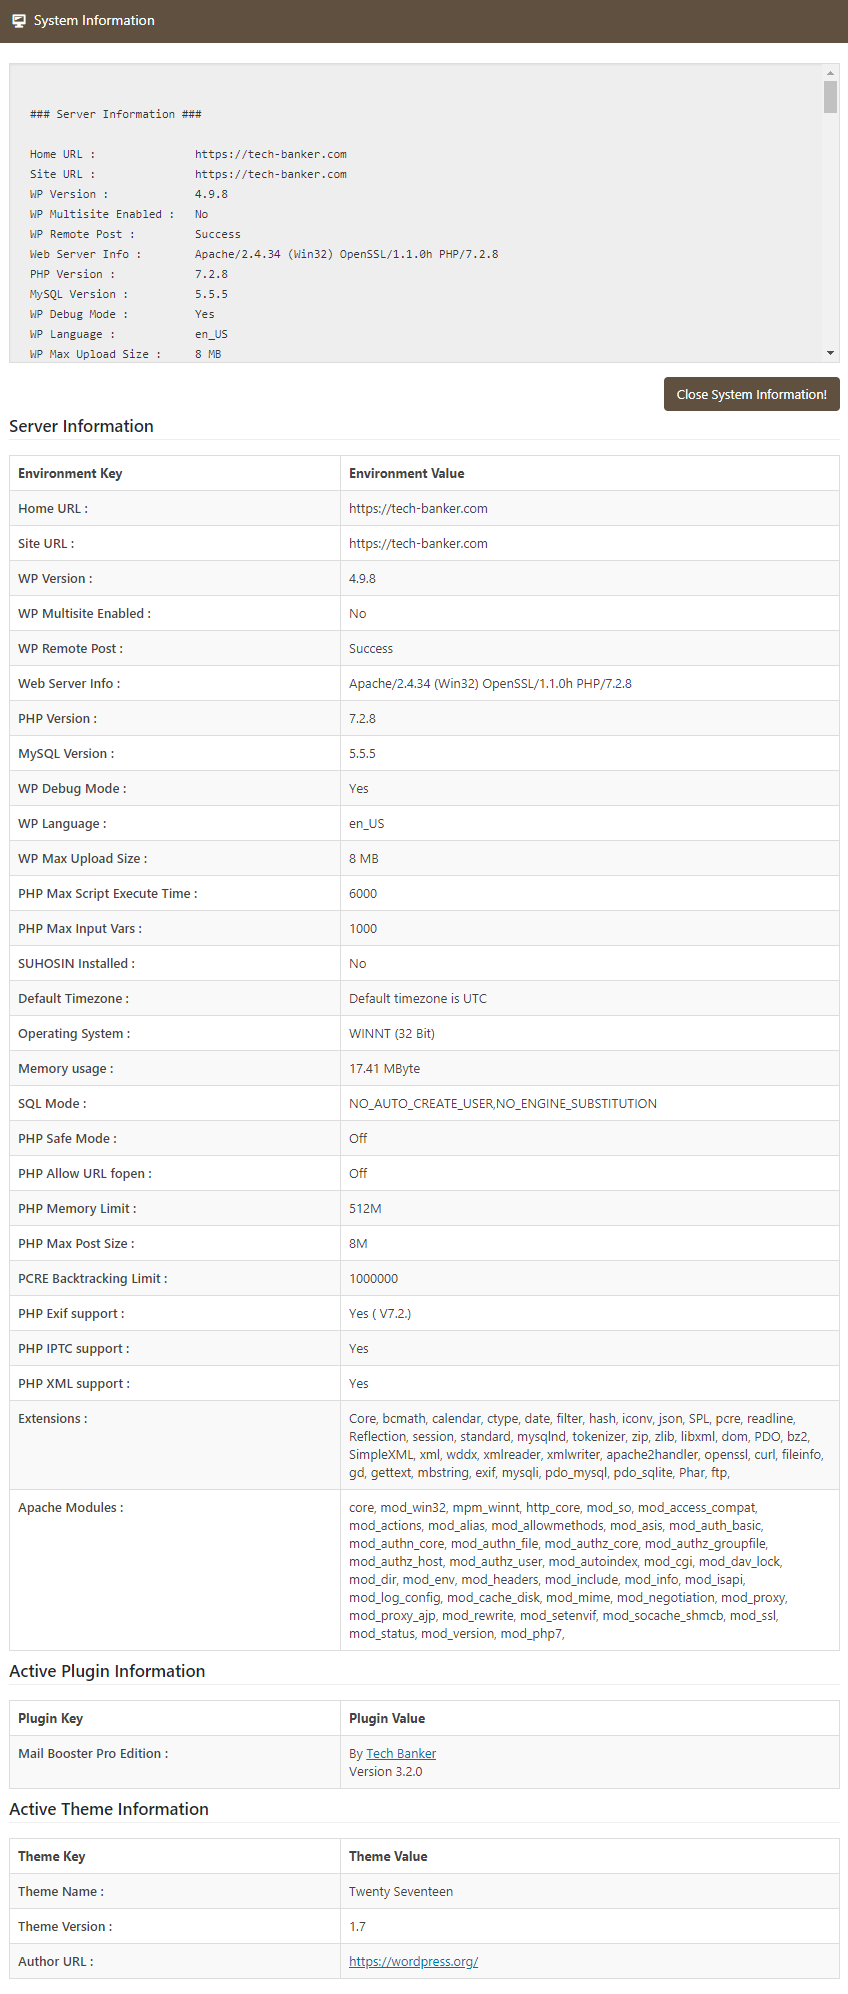 System Information
### Server Information ###
Home URL : https://tech-banker.com
Site URL : https://tech-banker.com
WP Version : 4.9.8
WP Multisite Enabled : No
WP Remote Post : Success
Web Server Info : Apache/2.4.34 (Win32) OpenSSL/1.1.0h PHP/7.2.8
PHP Version : 7.2.8
MySQL Version : 5.5.5
WP Debug Mode : Yes
WP Language : en_US
WP Max Upload Size : 8 MB
Close System Information!
Server Information
Environment Key Environment Value
Home URL : https://tech-banker.com
Site URL : https://tech-banker.com
WP Version : 4.9.8
WP Multisite Enabled : No
WP Remote Post : Success
Web Server Info : Apache/2.4.34 (Win32) OpenSSL/1.1.0h PHP/7.2.8
PHP Version : 7.2.8
MySQL Version : 5.5.5
WP Debug Mode : Yes
WP Language : en_US
WP Max Upload Size : 8 MB
PHP Max Script Execute Time : 6000
PHP Max Input Vars : 1000
SUHOSIN Installed : No
Default Timezone : Default timezone is UTC
Operating System : WINNT (32 Bit)
Memory usage : 17.41 MByte
SQL Mode : NO_AUTO_CREATE_USER,NO_ENGINE_SUBSTITUTION
PHP Safe Mode : Off
PHP Allow URL fopen : Off
PHP Memory Limit : 512M
PHP Max Post Size : 8M
PCRE Backtracking Limit : 1000000
PHP Exif support : Yes ( V7.2.)
PHP IPTC support : Yes
PHP XML support : Yes
Extensions : Core, bcmath, calendar, ctype, date, filter, hash, iconv, json, SPL, pcre, readline,
Reflection, session, standard, mysqlnd, tokenizer, zip, zlib, libxml, dom, PDO, bz2,
SimpleXML, xml, wddx, xmlreader, xmlwriter, apache2handler, openssl, curl, fileinfo,
gd, gettext, mbstring, exif, mysqli, pdo_mysql, pdo_sqlite, Phar, ftp,
Apache Modules : core, mod_win32, mpm_winnt, http_core, mod_so, mod_access_compat,
mod_actions, mod_alias, mod_allowmethods, mod_asis, mod_auth_basic,
mod_authn_core, mod_authn_file, mod_authz_core, mod_authz_groupfile,
mod_authz_host, mod_authz_user, mod_autoindex, mod_cgi, mod_dav_lock,
mod_dir, mod_env, mod_headers, mod_include, mod_info, mod_isapi,
mod_log_config, mod_cache_disk, mod_mime, mod_negotiation, mod_proxy,
mod_proxy_ajp, mod_rewrite, mod_setenvif, mod_socache_shmcb, mod_ssl,
mod_status, mod_version, mod_php7,
Active Plugin Information
Plugin Key Plugin Value
Mail Booster Pro Edition : By Tech Banker
Version 3.2.0
Active Theme Information
Theme Key Theme Value
Theme Name : Twenty Seventeen
Theme Version : 1.7
Author URL : https://wordpress.org/